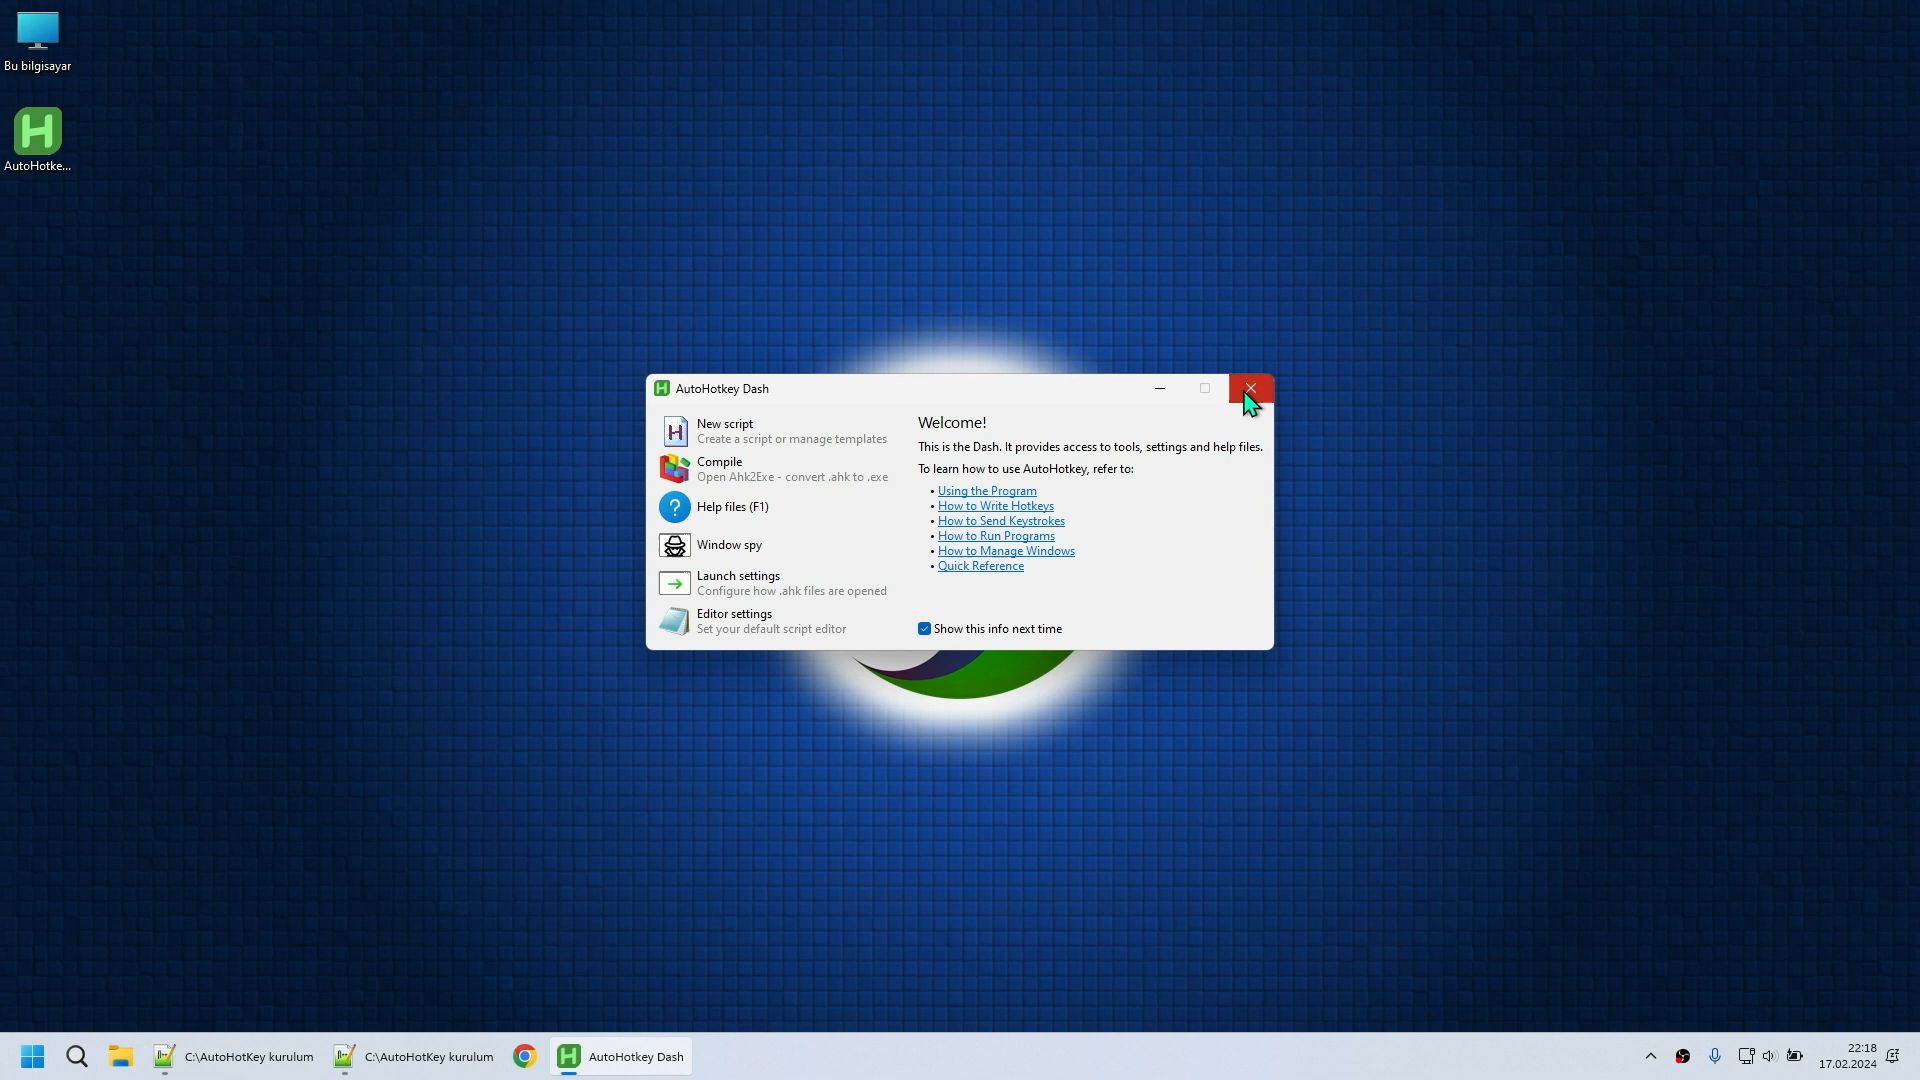 Bu bilgisayar
AutoHotke...
AutoHotkey Dash
New script
Create a script or manage templates
Compile
Open Ahk2Exe - convert .ahk to .exe
Help files (F1)
Window spy
Launch settings
Configure how .ahk files are opened
Editor settings
Set your default script editor
Welcome!
This is the Dash. It provides access to tools, settings and help files.
To learn how to use AutoHotkey, refer to:
• Using the Program
• How to Write Hotkeys
• How to Send Keystrokes
• How to Run Programs
• How to Manage Windows
• Quick Reference
Show this info next time
C:\AutoHotKey kurulum
C:\AutoHotKey kurulum
AutoHotkey Dash
22:18
17.02.2024